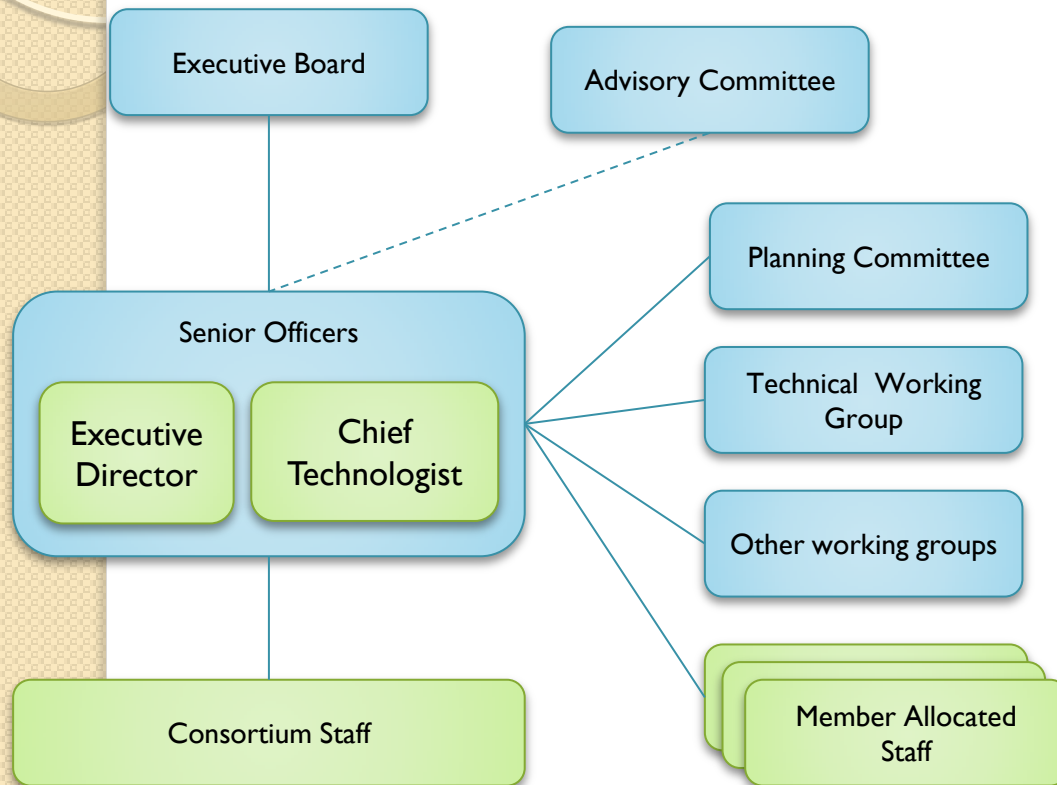 Executive Board
Advisory Committee
Planning Committee
Senior Officers
Executive
Director
Chief
Technologist
Technical  Working
Group
Other working groups
Consortium Staff
Member Allocated
Staff